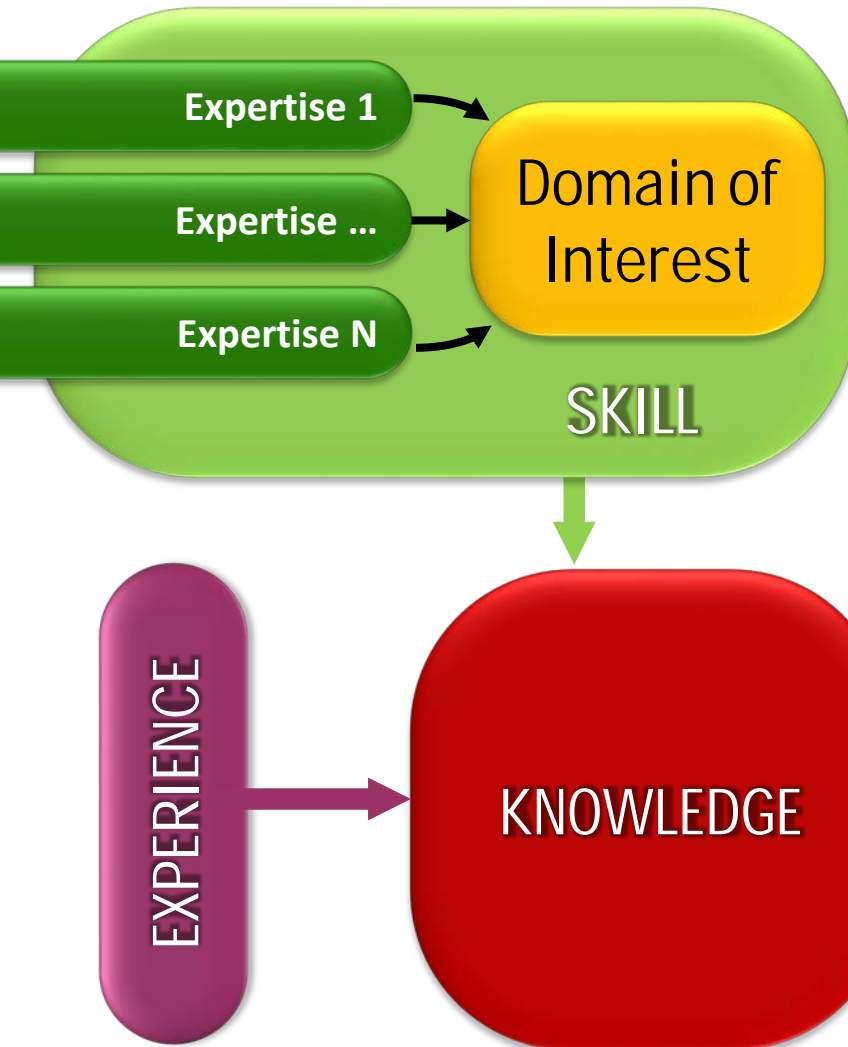 Expertise 1
Expertise ...
Expertise N
Domain of
Interest
SKILL
EXPERIENCE
KNOWLEDGE